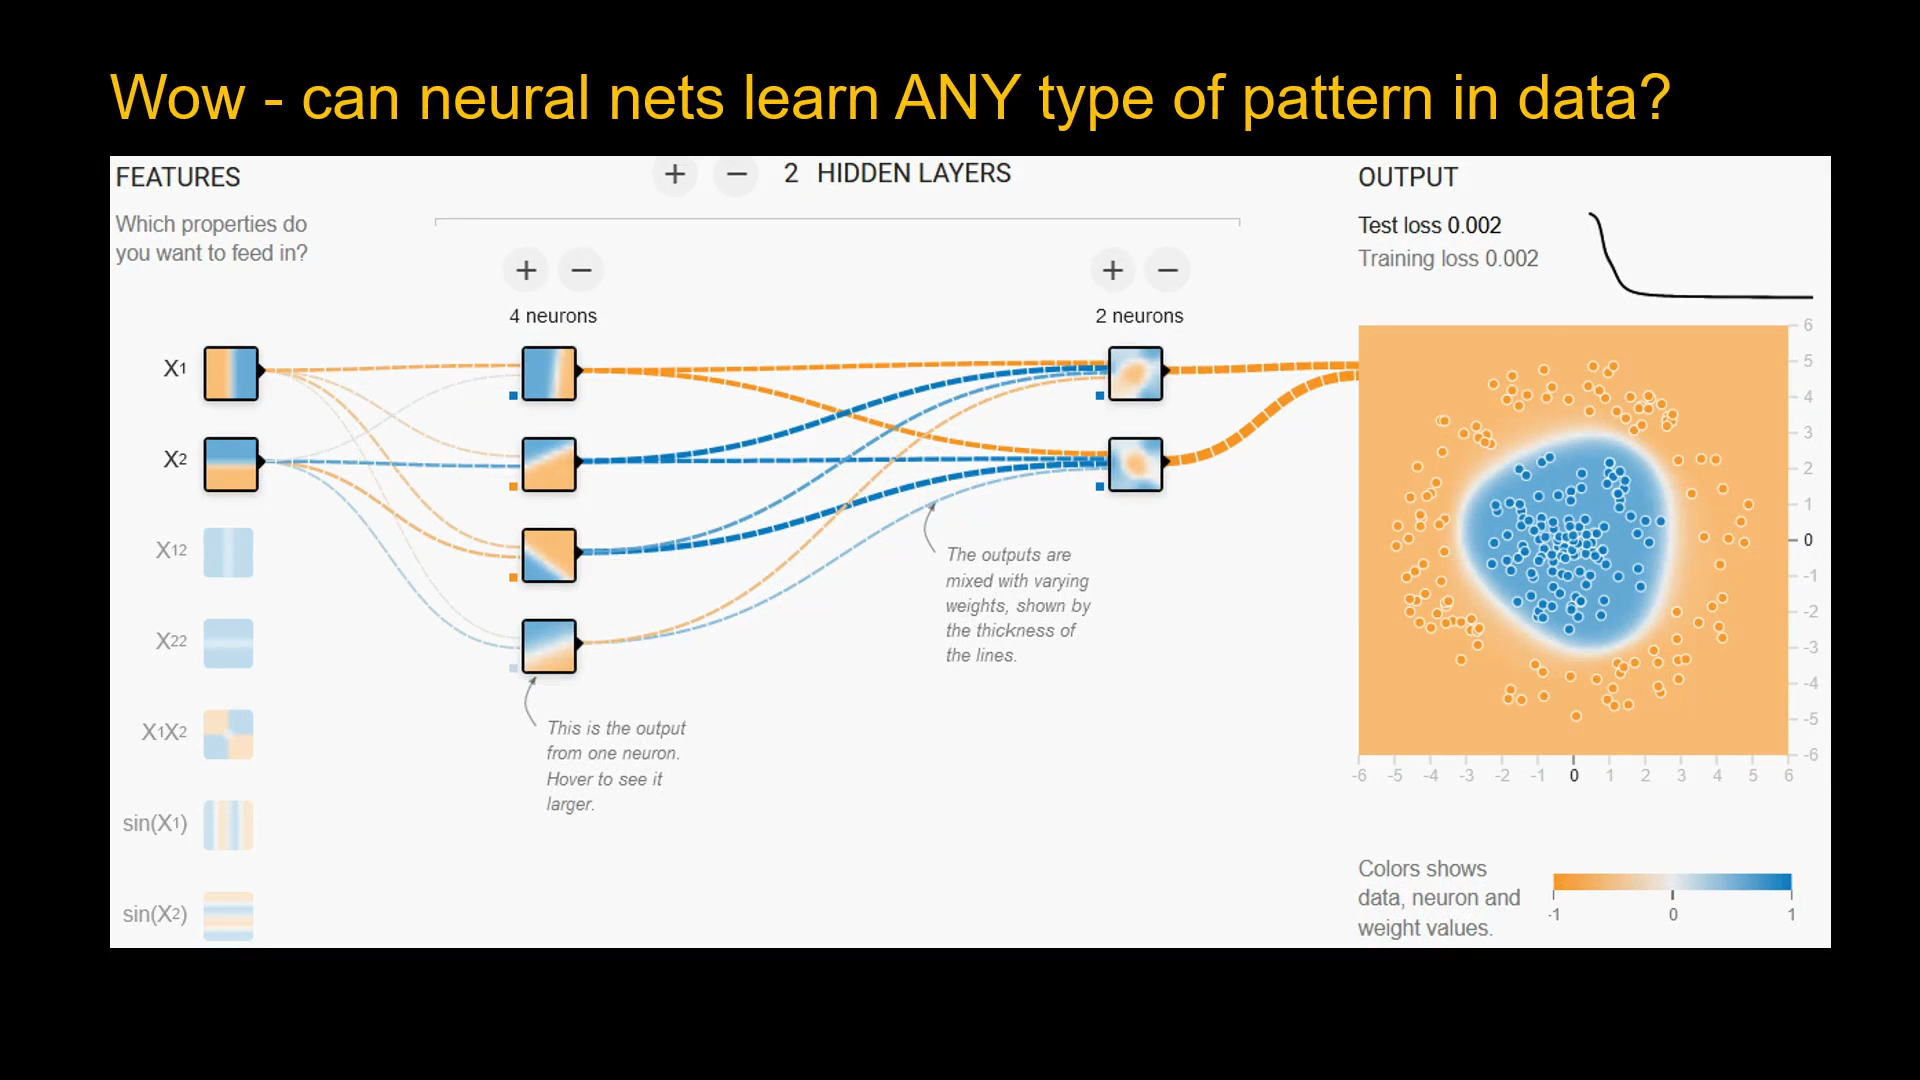 Wow - can neural nets learn ANY type of pattern in data?
FEATURES
Which properties do
you want to feed in?
X1
X2
X12
X22
X1X2
sin(X1)
sin(X2)
+ − 2 HIDDEN LAYERS
+ −
4 neurons
+ −
2 neurons
This is the output
from one neuron.
Hover to see it
larger.
The outputs are
mixed with varying
weights, shown by
the thickness of
the lines.
OUTPUT
Test loss 0.002
Training loss 0.002
6
5
4
3
2
1
0
-1
-2
-3
-4
-5
-6
-6 -5 -4 -3 -2 -1 0 1 2 3 4 5 6
Colors shows
data, neuron and
weight values.
-1 0 1